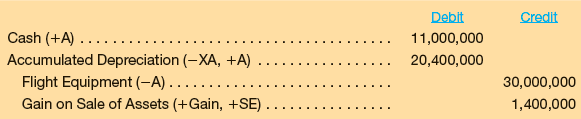 Debit Credit
Cash (+A) . . . . . . . . . . . . . . . . . . . . . . . . . . . . . . . . . . . . . . . 11,000,000
Accumulated Depreciation (−XA, +A) . . . . . . . . . . . . . . . . . 20,400,000
Flight Equipment (−A) . . . . . . . . . . . . . . . . . . . . . . . . . . . . 30,000,000
Gain on Sale of Assets (+Gain, +SE) . . . . . . . . . . . . . . . . 1,400,000